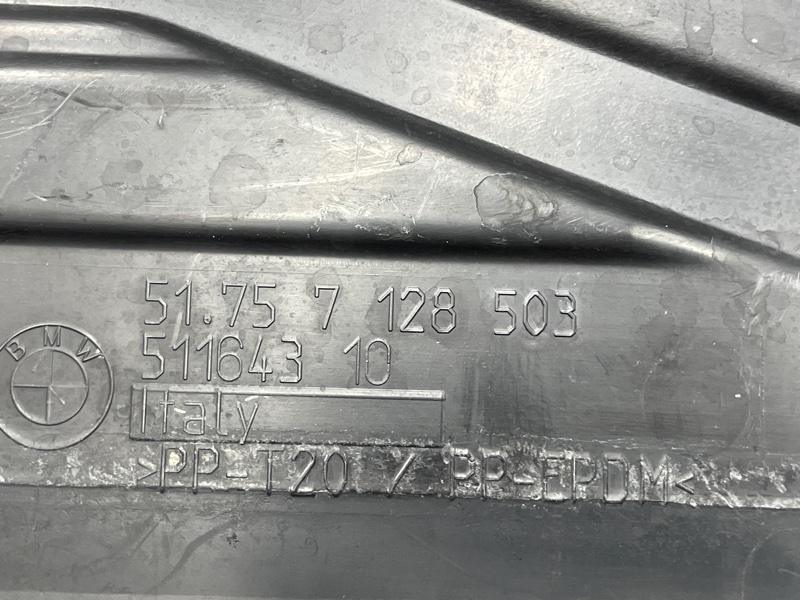 51.75 7 128 503
BMW
511643 10
Italy
>PP-T20 / PP-EPDM<